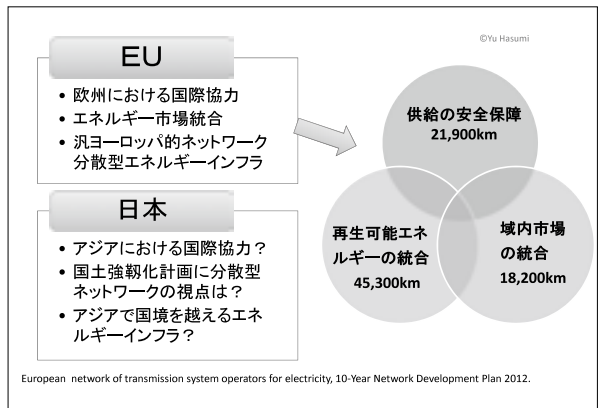 ©Yu Hasumi
EU
• 欧州における国際協力
• エネルギー市場統合
• 汎ヨーロッパ的ネットワーク
分散型エネルギーインフラ
日本
• アジアにおける国際協力？
• 国土強靱化計画に分散型
ネットワークの視点は？
• アジアで国境を越えるエネ
ルギーインフラ？
供給の安全保障
21,900km
再生可能エネ
ルギーの統合
45,300km
域内市場
の統合
18,200km
European network of transmission system operators for electricity, 10-Year Network Development Plan 2012.